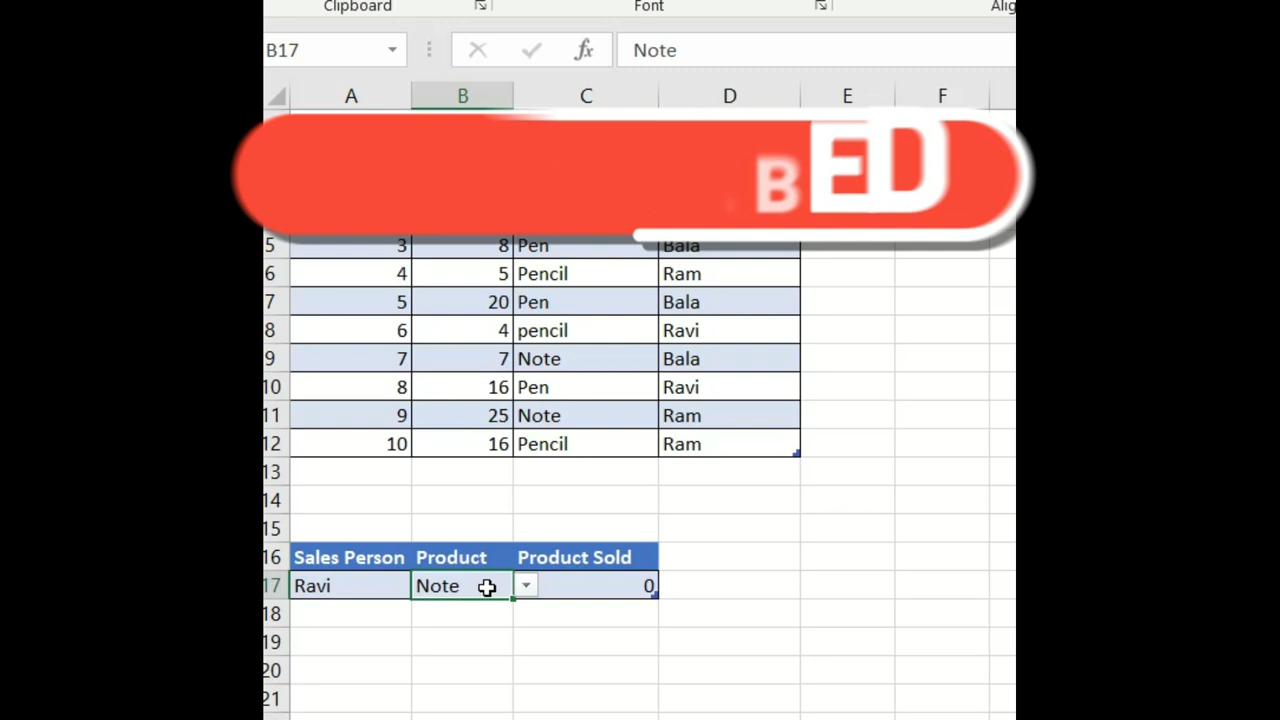 Clipboard Font Alig
B17 fx Note
A B C D E F
BED
5 3 8 Pen Bala
6 4 5 Pencil Ram
7 5 20 Pen Bala
8 6 4 pencil Ravi
9 7 7 Note Bala
10 8 16 Pen Ravi
11 9 25 Note Ram
12 10 16 Pencil Ram
13
14
15
16 Sales Person Product Product Sold
17 Ravi Note 0
18
19
20
21